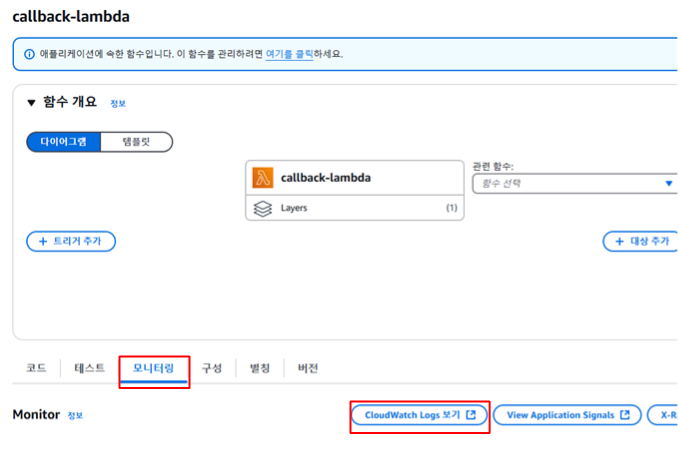 callback-lambda
애플리케이션에 속한 함수입니다. 이 함수를 관리하려면 여기를 클릭하세요.
함수 개요 정보
다이어그램 템플릿
callback-lambda
Layers (1)
관련 함수:
함수 선택
+ 트리거 추가
+ 대상 추가
코드 테스트 모니터링 구성 별칭 버전
Monitor 정보
CloudWatch Logs 보기 View Application Signals X-R